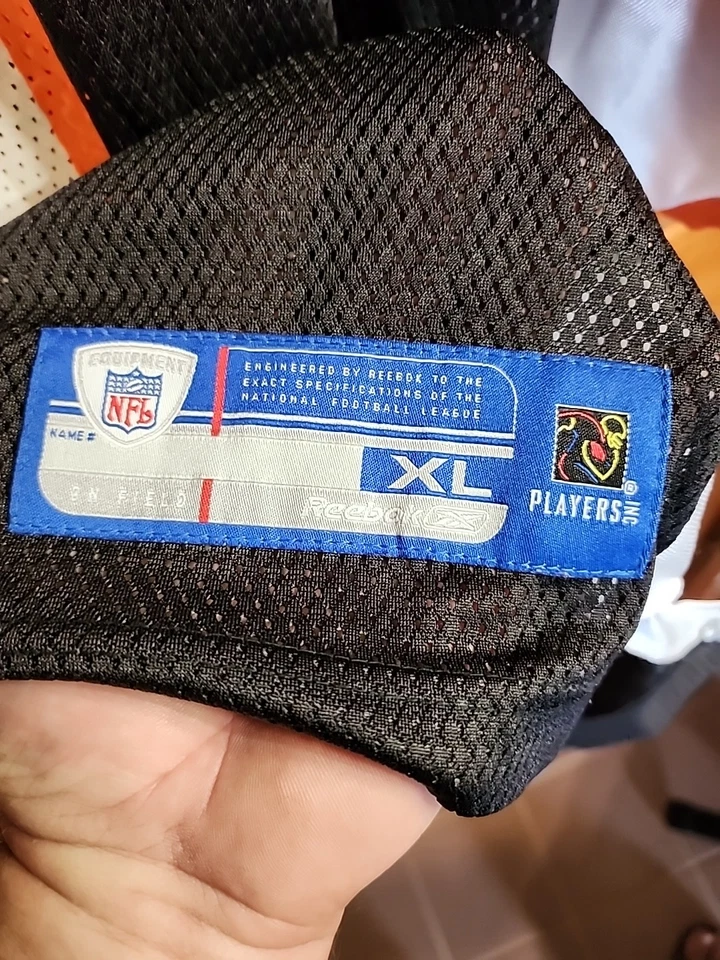 EQUIPMENT
NFL
ENGINEERED BY REEBOK TO THE
EXACT SPECIFICATIONS OF THE
NATIONAL FOOTBALL LEAGUE
NAME #
XL
ON FIELD
Reebok
PLAYERS INC
®